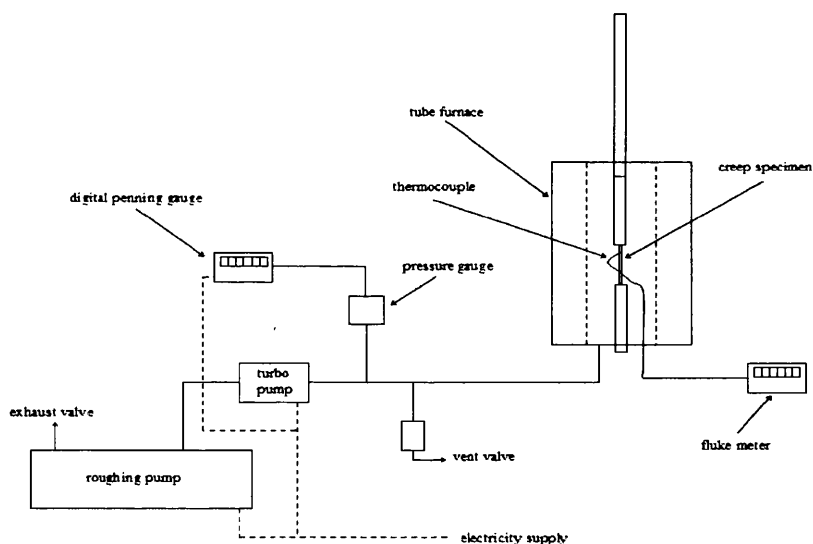 tube furnace
creep specimen
thermocouple
digital penning gauge
pressure gauge
turbo
pump
exhaust valve
fluke meter
vent valve
roughing pump
electricity supply